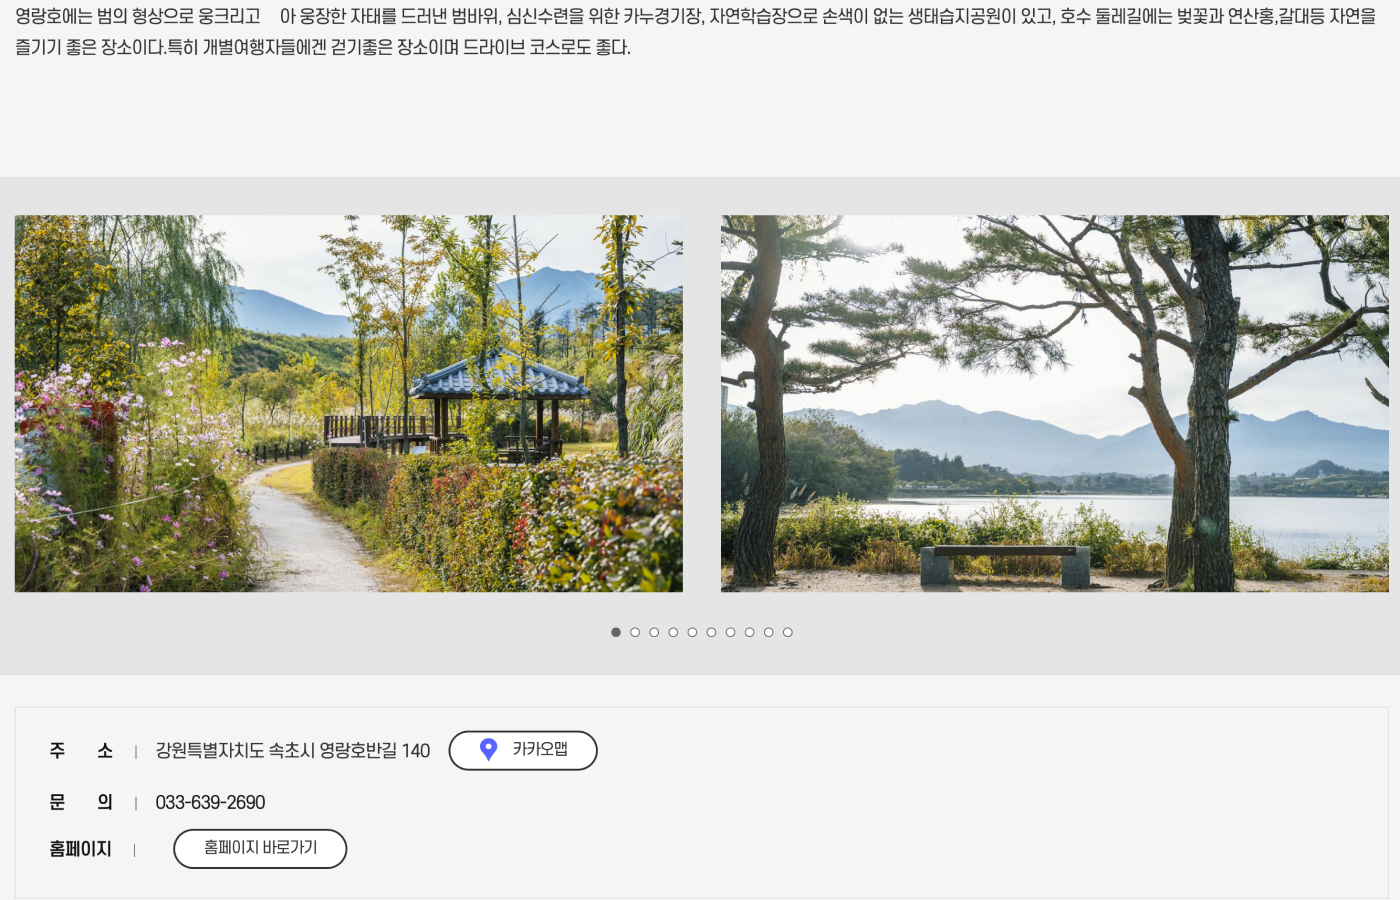 영랑호에는 범의 형상으로 웅크리고 아 웅장한 자태를 드러낸 범바위, 심신수련을 위한 카누경기장, 자연학습장으로 손색이 없는 생태습지공원이 있고, 호수 둘레길에는 벚꽃과 연산홍,갈대등 자연을
즐기기 좋은 장소이다.특히 개별여행자들에겐 걷기좋은 장소이며 드라이브 코스로도 좋다.
주 소 | 강원특별자치도 속초시 영랑호반길 140 카카오맵
문 의 | 033-639-2690
홈페이지 | 홈페이지 바로가기